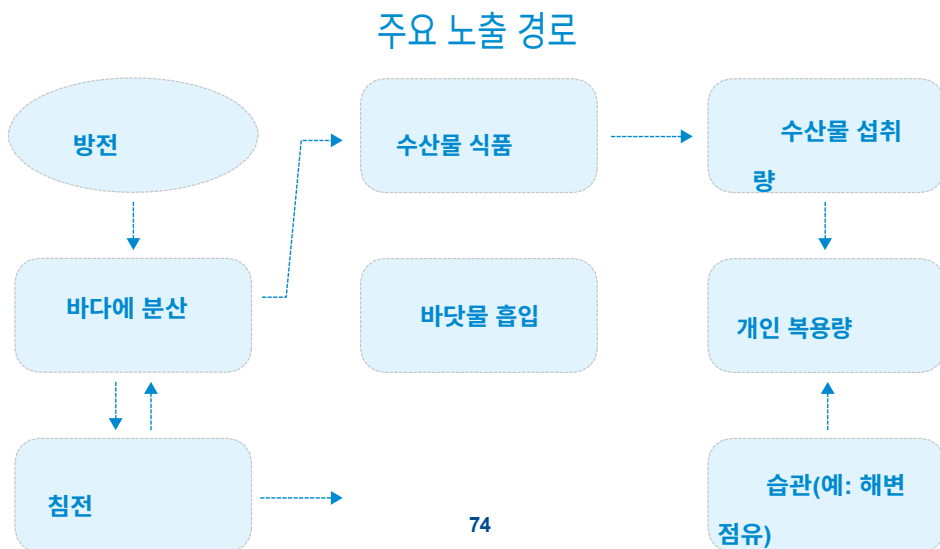 주요 노출 경로
방전
수산물 식품
수산물 섭취
량
바다에 분산
바닷물 흡입
개인 복용량
침전
74
습관(예: 해변
점유)